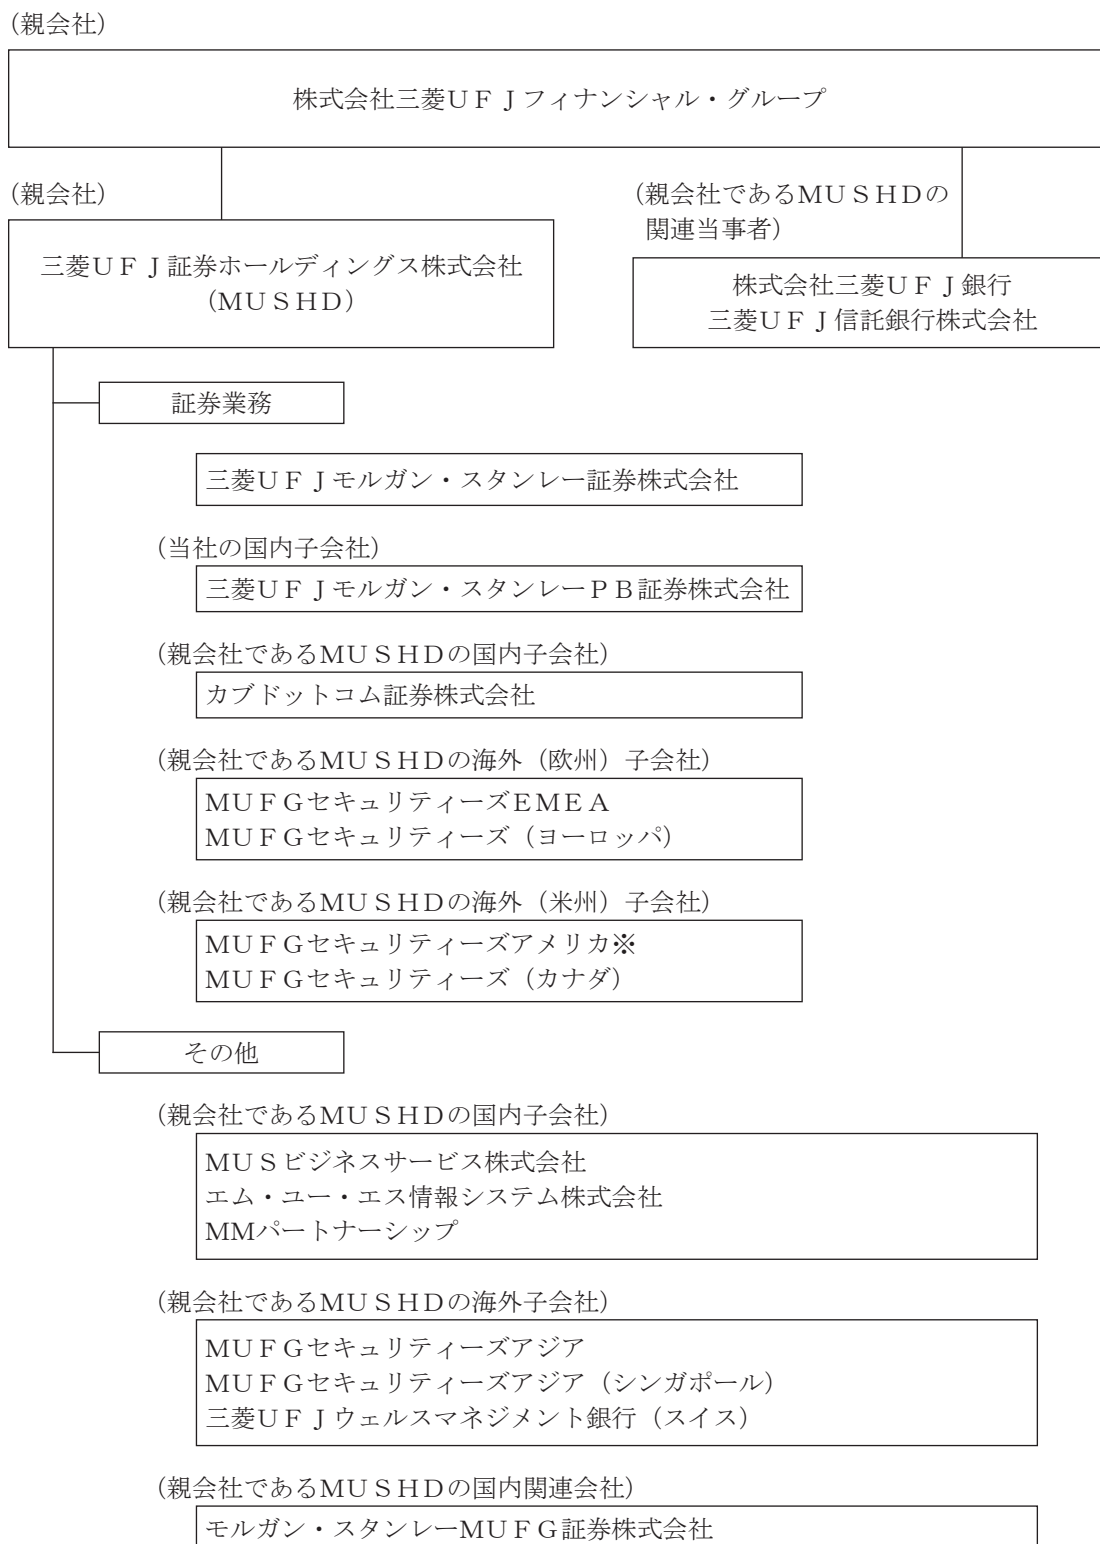 (親会社)
株式会社三菱UFJフィナンシャル・グループ
(親会社)
三菱UFJ証券ホールディングス株式会社
(MUSHD)
(親会社であるMUSHDの
関連当事者)
株式会社三菱UFJ銀行
三菱UFJ信託銀行株式会社
証券業務
三菱UFJモルガン・スタンレー証券株式会社
(当社の国内子会社)
三菱UFJモルガン・スタンレーPB証券株式会社
(親会社であるMUSHDの国内子会社)
カブドットコム証券株式会社
(親会社であるMUSHDの海外（欧州）子会社)
MUFGセキュリティーズEMEA
MUFGセキュリティーズ（ヨーロッパ）
(親会社であるMUSHDの海外（米州）子会社)
MUFGセキュリティーズアメリカ※
MUFGセキュリティーズ（カナダ）
その他
(親会社であるMUSHDの国内子会社)
MUSビジネスサービス株式会社
エム・ユー・エス情報システム株式会社
MMパートナーシップ
(親会社であるMUSHDの海外子会社)
MUFGセキュリティーズアジア
MUFGセキュリティーズアジア（シンガポール）
三菱UFJウェルスマネジメント銀行（スイス）
(親会社であるMUSHDの国内関連会社)
モルガン・スタンレーMUFG証券株式会社